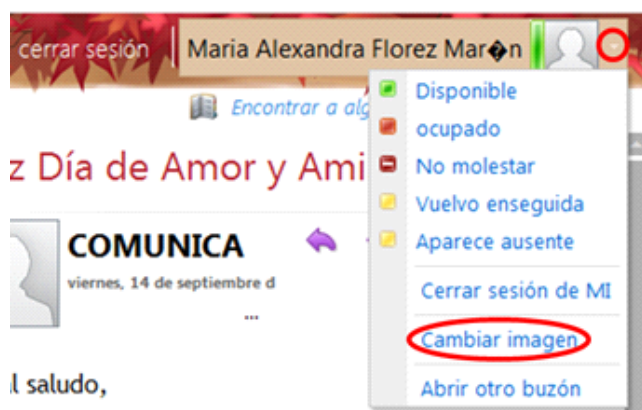 cerrar sesión
Maria Alexandra Florez Mar�n
Encontrar a alg
Disponible
ocupado
No molestar
Vuelvo enseguida
Aparece ausente
Cerrar sesión de MI
Cambiar imagen
Abrir otro buzón
z Día de Amor y Ami
COMUNICA
viernes, 14 de septiembre d
...
l saludo,